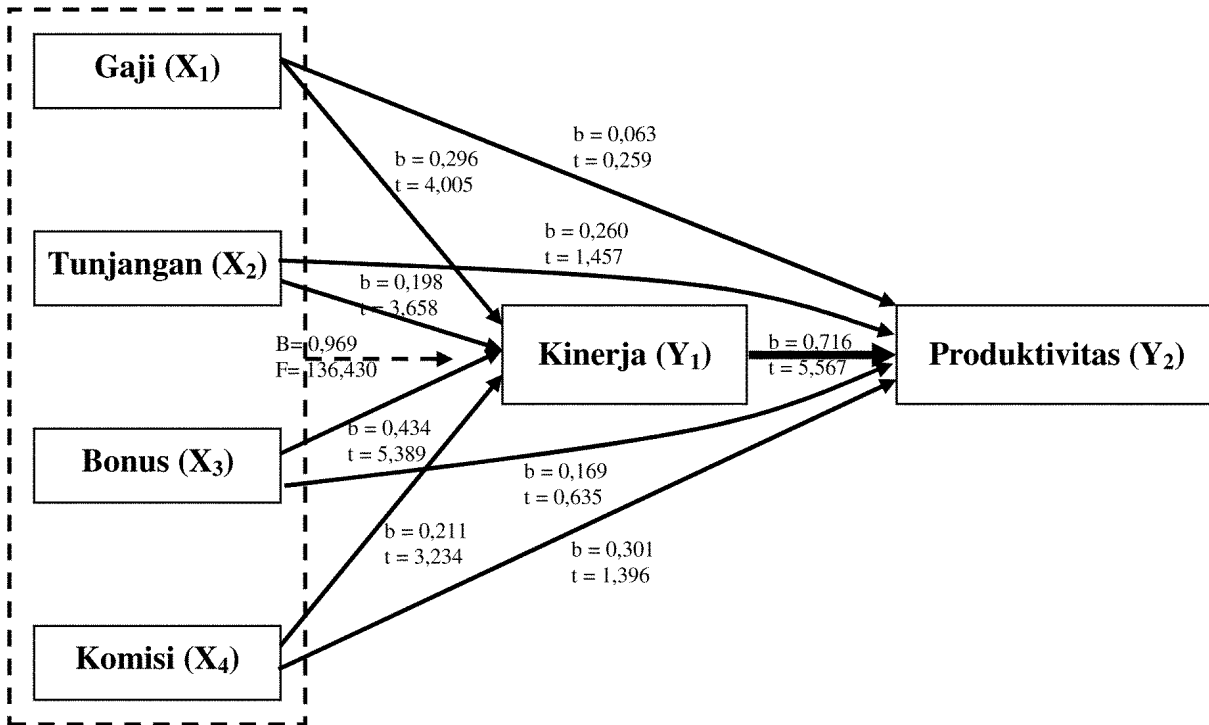 Gaji (X₁)
b = 0,063
t = 0,259
b = 0,296
t = 4,005
Tunjangan (X₂)
b = 0,260
t = 1,457
b = 0,198
t = 3,658
B= 0,969
F= 136,430
Kinerja (Y₁)
b = 0,716
t = 5,567
Produktivitas (Y₂)
Bonus (X₃)
b = 0,434
t = 5,389
b = 0,169
t = 0,635
b = 0,211
t = 3,234
b = 0,301
t = 1,396
Komisi (X₄)